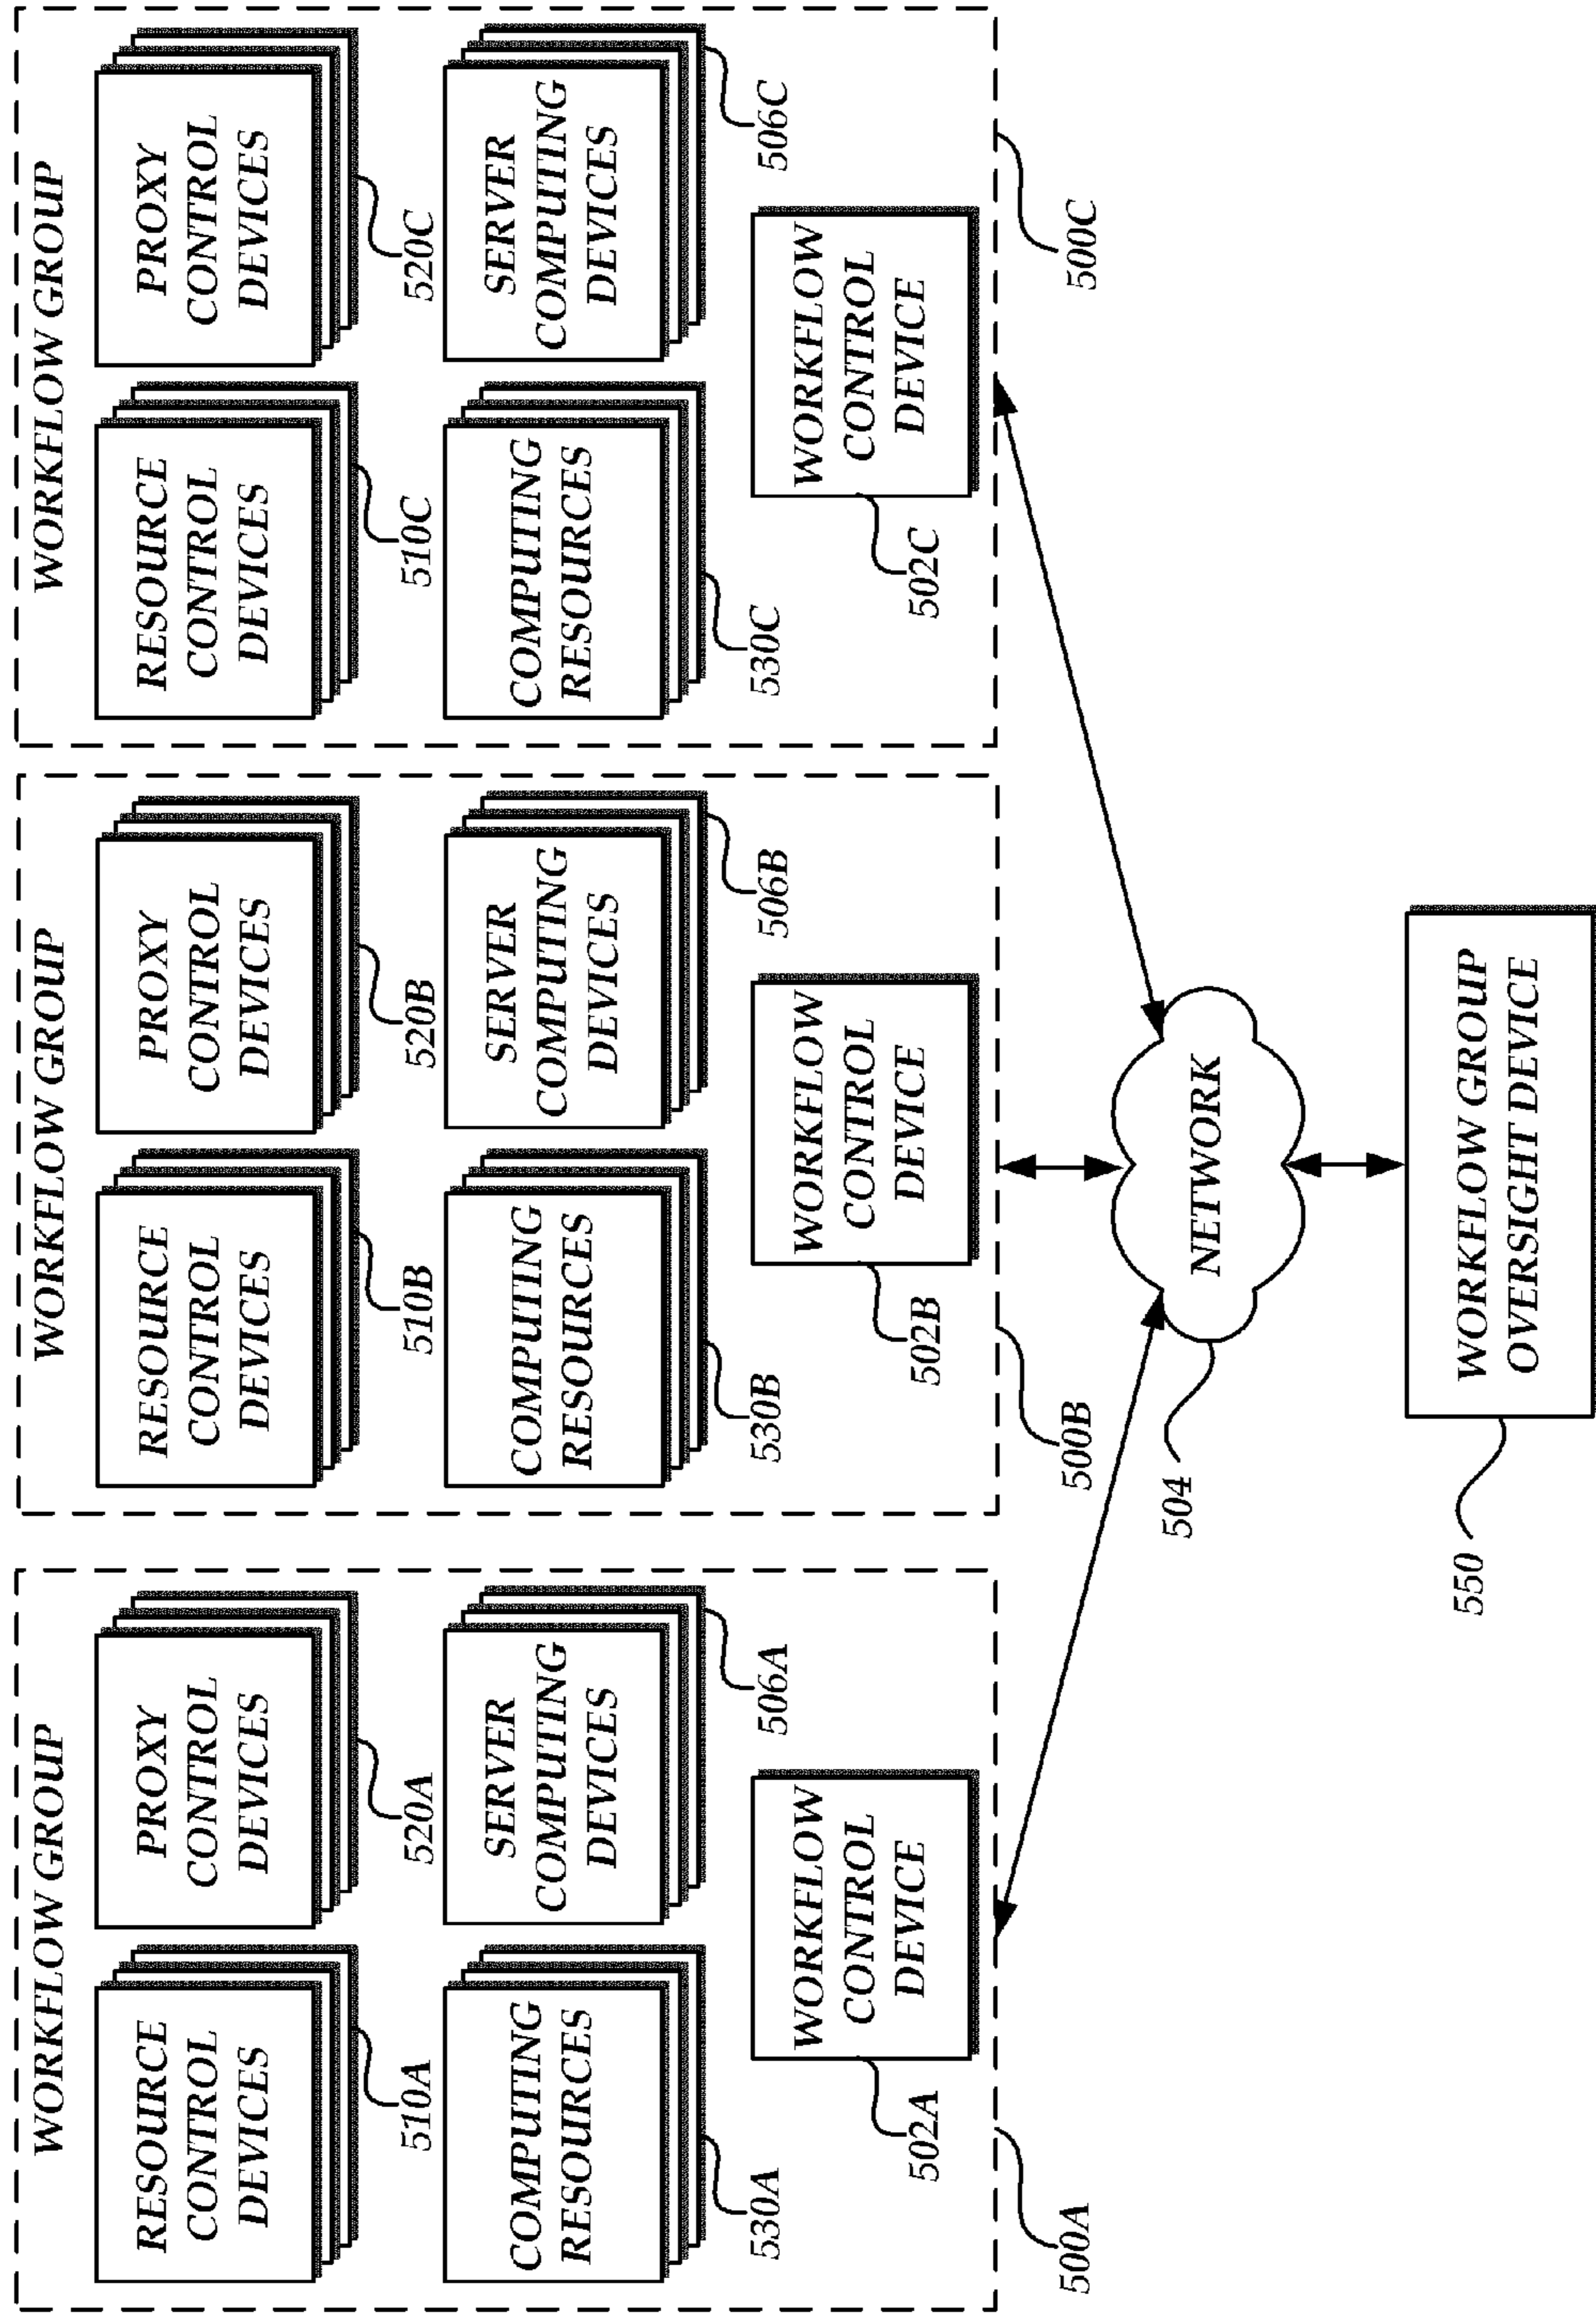 WORKFLOW GROUP
RESOURCE
CONTROL
DEVICES
510A
PROXY
CONTROL
DEVICES
520A
COMPUTING
RESOURCES
530A
SERVER
COMPUTING
DEVICES
506A
WORKFLOW
CONTROL
DEVICE
502A
500A
WORKFLOW GROUP
RESOURCE
CONTROL
DEVICES
510B
PROXY
CONTROL
DEVICES
520B
COMPUTING
RESOURCES
530B
SERVER
COMPUTING
DEVICES
506B
WORKFLOW
CONTROL
DEVICE
502B
500B
WORKFLOW GROUP
RESOURCE
CONTROL
DEVICES
510C
PROXY
CONTROL
DEVICES
520C
COMPUTING
RESOURCES
530C
SERVER
COMPUTING
DEVICES
506C
WORKFLOW
CONTROL
DEVICE
502C
500C
NETWORK
504
WORKFLOW GROUP
OVERSIGHT DEVICE
550